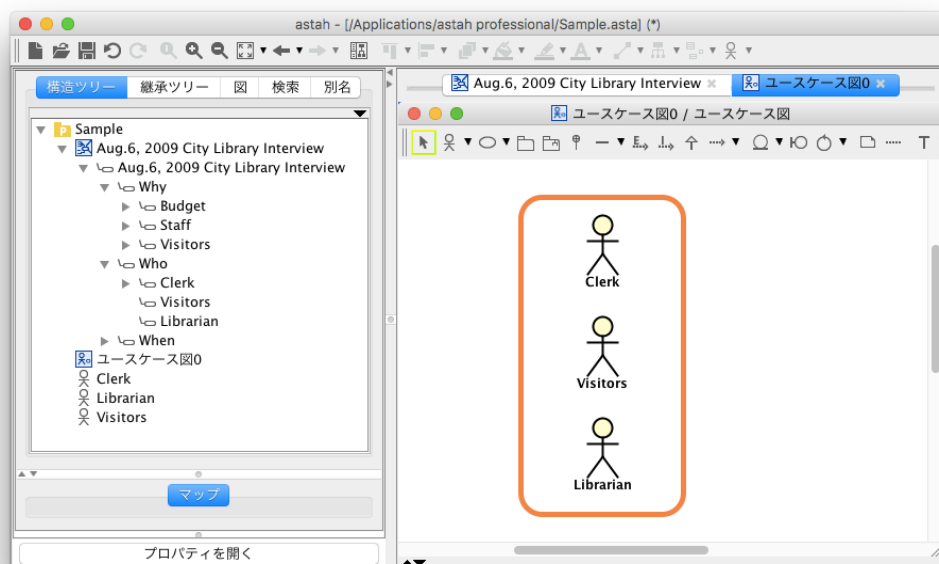 astah - [/Applications/astah professional/Sample.asta] (*)
構造ツリー 継承ツリー 図 検索 別名
Sample
Aug.6, 2009 City Library Interview
Aug.6, 2009 City Library Interview
Why
Budget
Staff
Visitors
Who
Clerk
Visitors
Librarian
When
ユースケース図0
Clerk
Librarian
Visitors
マップ
プロパティを開く
Aug.6, 2009 City Library Interview ユースケース図0
ユースケース図0 / ユースケース図
T
Clerk
Visitors
Librarian